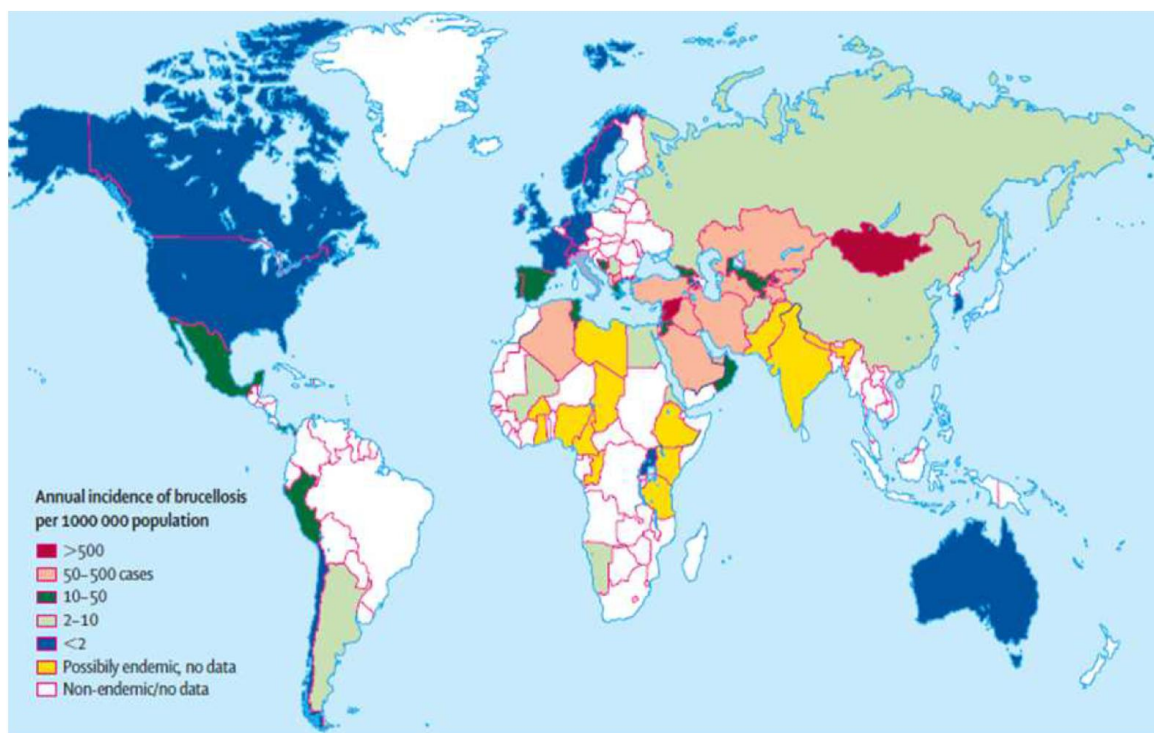 Annual incidence of brucellosis
per 1000 000 population
>500
50–500 cases
10–50
2–10
<2
Possibily endemic, no data
Non-endemic/no data